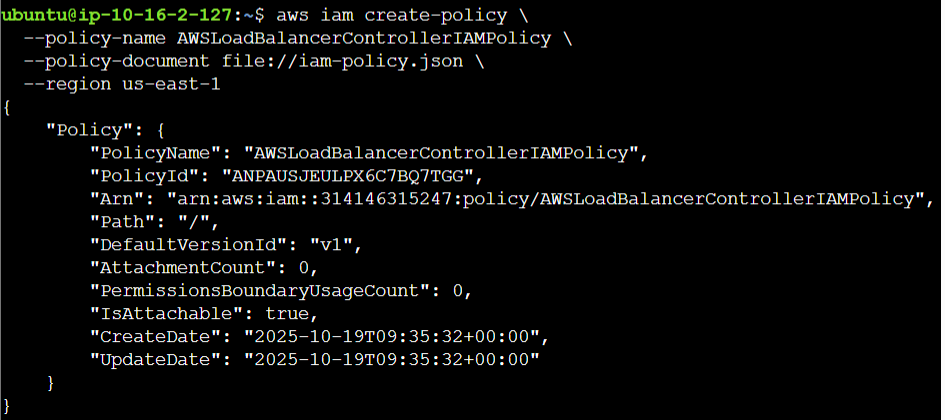 ubuntu@ip-10-16-2-127:~$ aws iam create-policy \
  --policy-name AWSLoadBalancerControllerIAMPolicy \
  --policy-document file://iam-policy.json \
  --region us-east-1
{
    "Policy": {
        "PolicyName": "AWSLoadBalancerControllerIAMPolicy",
        "PolicyId": "ANPAUSJEULPX6C7BQ7TGG",
        "Arn": "arn:aws:iam::314146315247:policy/AWSLoadBalancerControllerIAMPolicy",
        "Path": "/",
        "DefaultVersionId": "v1",
        "AttachmentCount": 0,
        "PermissionsBoundaryUsageCount": 0,
        "IsAttachable": true,
        "CreateDate": "2025-10-19T09:35:32+00:00",
        "UpdateDate": "2025-10-19T09:35:32+00:00"
    }
}